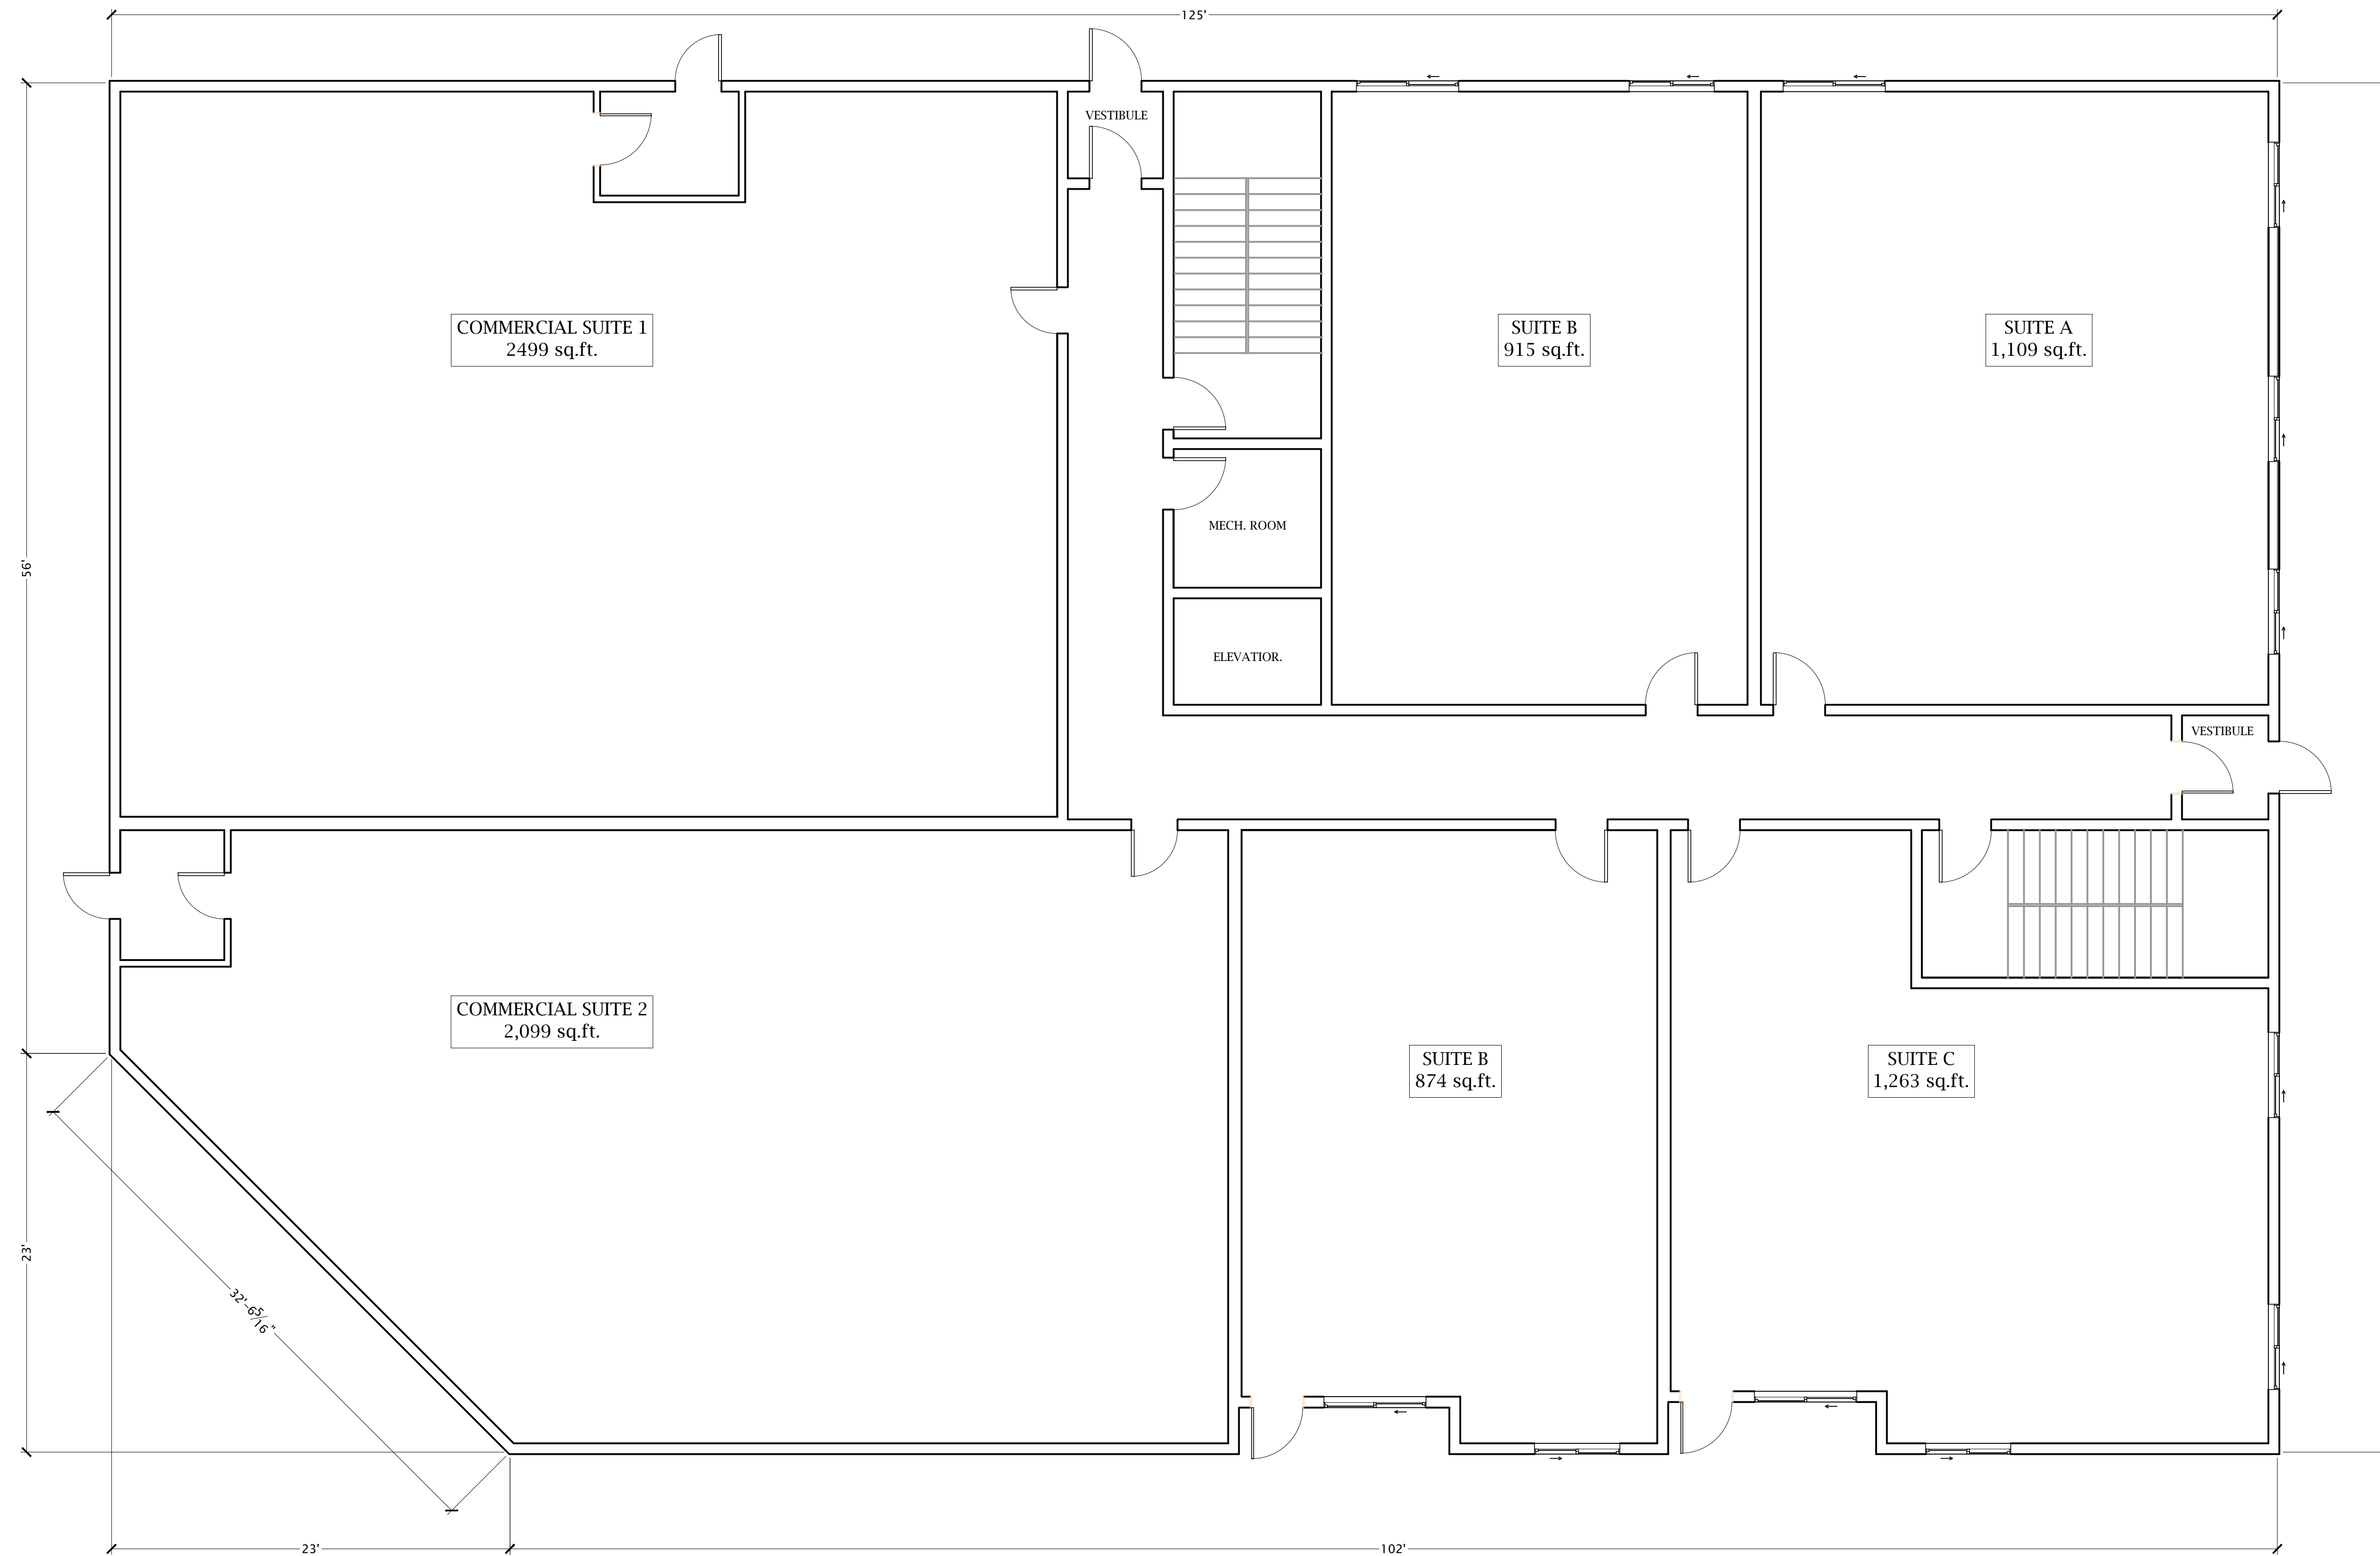 125'
VESTIBULE
COMMERCIAL SUITE 1
2499 sq.ft.
SUITE B
915 sq.ft.
SUITE A
1,109 sq.ft.
MECH. ROOM
56'
ELEVATIOR.
VESTIBULE
COMMERCIAL SUITE 2
2,099 sq.ft.
SUITE B
874 sq.ft.
SUITE C
1,263 sq.ft.
23'
32'-6 5/16"
23'
102'